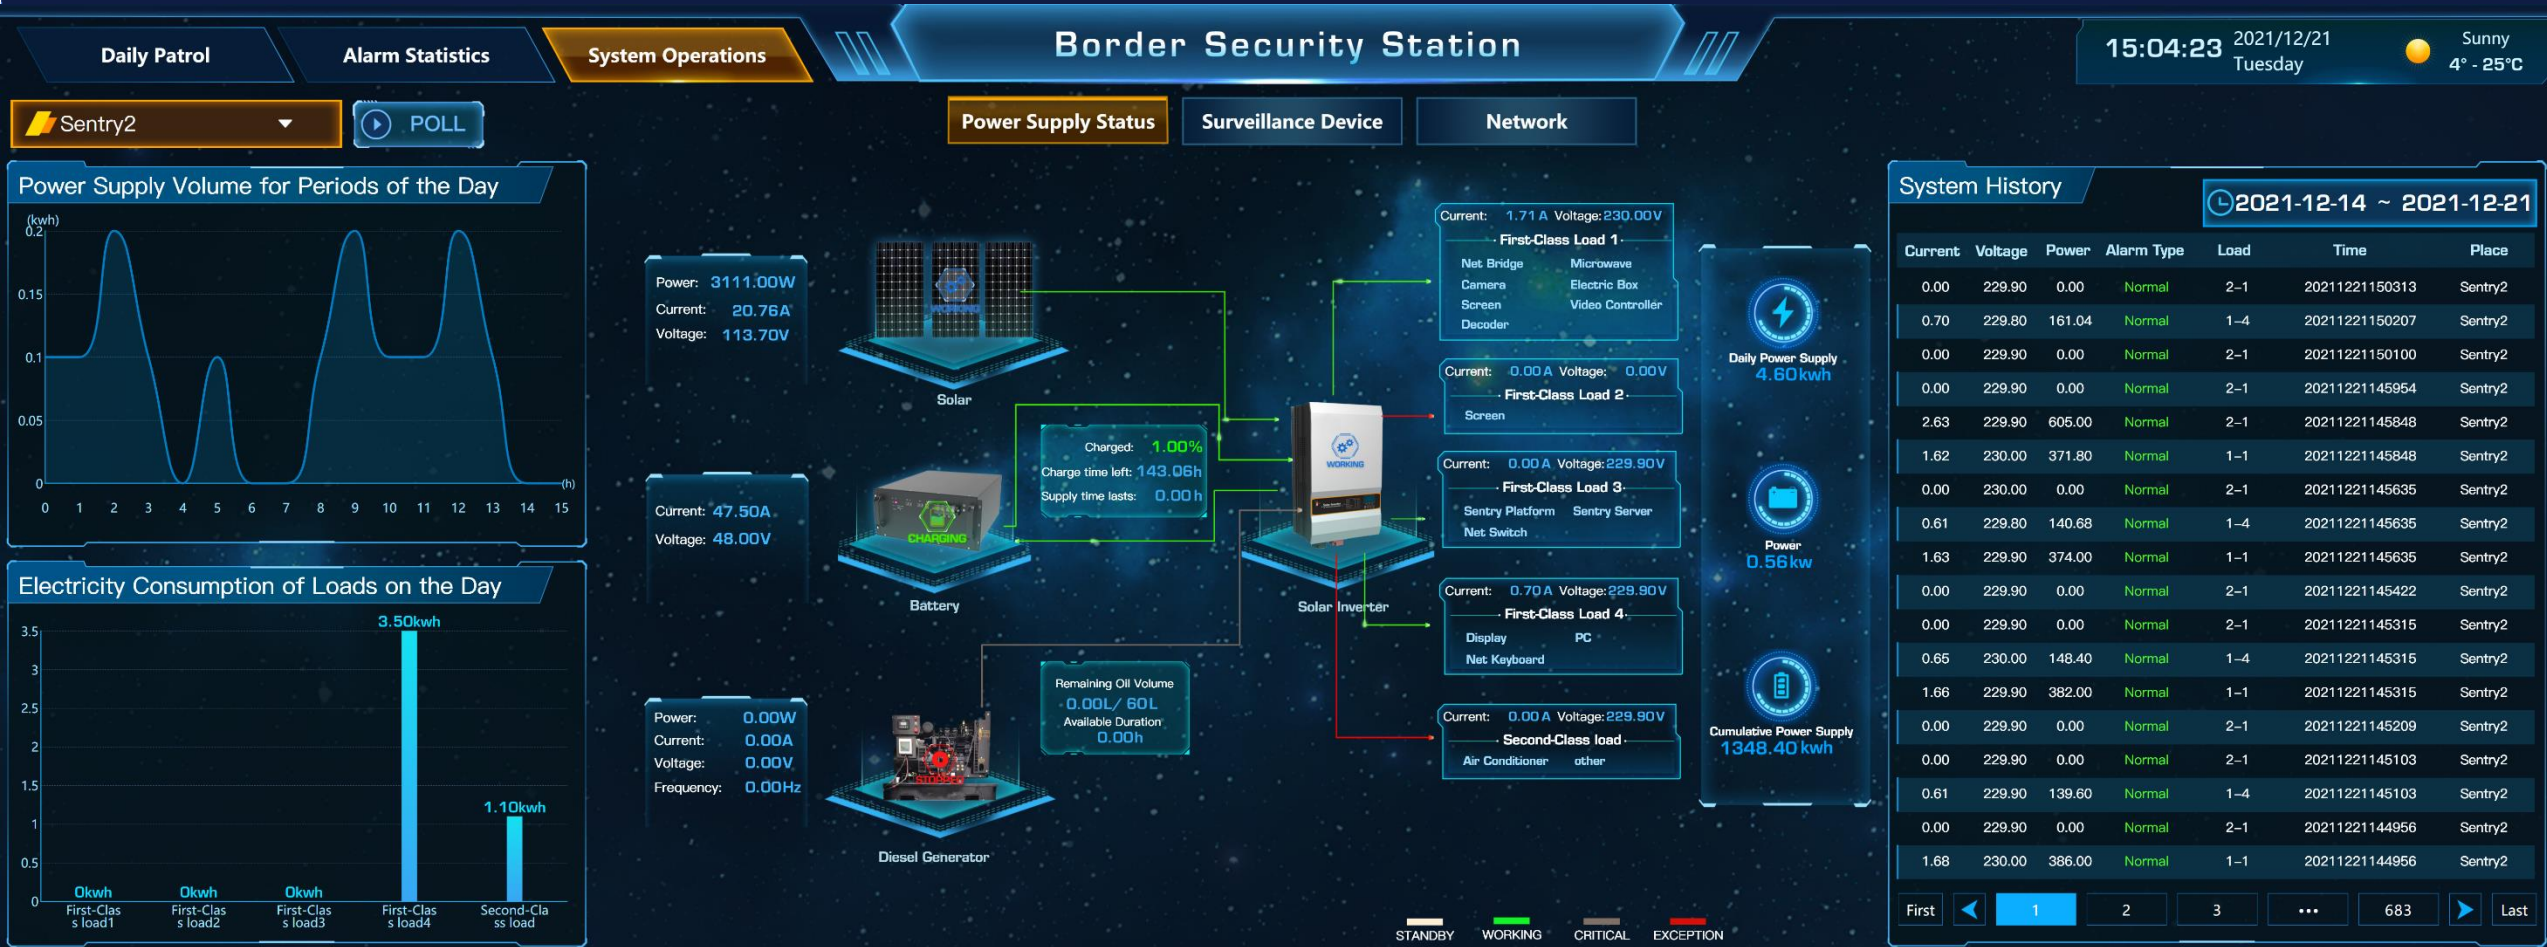 Daily Patrol
Alarm Statistics
System Operations
Border Security Station
15:04:23
2021/12/21
Tuesday
Sunny
4° - 25°C
Sentry2
POLL
Power Supply Status
Surveillance Device
Network
Power Supply Volume for Periods of the Day
(kwh)
0.2
0.15
0.1
0.05
0
(h)
0 1 2 3 4 5 6 7 8 9 10 11 12 13 14 15
Electricity Consumption of Loads on the Day
3.5
3
2.5
2
1.5
1
0.5
0
0kwh
0kwh
0kwh
3.50kwh
1.10kwh
First-Clas
s load1
First-Clas
s load2
First-Clas
s load3
First-Clas
s load4
Second-Cla
ss load
Power: 3111.00W
Current: 20.76A
Voltage: 113.70V
WORKING
Solar
Current: 47.50A
Voltage: 48.00V
CHARGING
Battery
Charged: 1.00%
Charge time left: 143.06h
Supply time lasts: 0.00h
Power: 0.00W
Current: 0.00A
Voltage: 0.00V
Frequency: 0.00Hz
STOPPED
Diesel Generator
Remaining Oil Volume
0.00L/ 60L
Available Duration
0.00h
WORKING
Solar Inverter
Current: 1.71A Voltage: 230.00V
First-Class Load 1
Net Bridge Microwave
Camera Electric Box
Screen Video Controller
Decoder
Current: 0.00A Voltage: 0.00V
First-Class Load 2
Screen
Current: 0.00A Voltage: 229.90V
First-Class Load 3
Sentry Platform Sentry Server
Net Switch
Current: 0.70A Voltage: 229.90V
First-Class Load 4
Display PC
Net Keyboard
Current: 0.00A Voltage: 229.90V
Second-Class load
Air Conditioner other
Daily Power Supply
4.60kwh
Power
0.56kw
Cumulative Power Supply
1348.40kwh
STANDBY
WORKING
CRITICAL
EXCEPTION
System History
2021-12-14 ~ 2021-12-21
Current Voltage Power Alarm Type Load Time Place
0.00 229.90 0.00 Normal 2-1 20211221150313 Sentry2
0.70 229.80 161.04 Normal 1-4 20211221150207 Sentry2
0.00 229.90 0.00 Normal 2-1 20211221150100 Sentry2
0.00 229.90 0.00 Normal 2-1 20211221145954 Sentry2
2.63 229.90 605.00 Normal 2-1 20211221145848 Sentry2
1.62 230.00 371.80 Normal 1-1 20211221145848 Sentry2
0.00 230.00 0.00 Normal 2-1 20211221145635 Sentry2
0.61 229.80 140.68 Normal 1-4 20211221145635 Sentry2
1.63 229.90 374.00 Normal 1-1 20211221145635 Sentry2
0.00 229.90 0.00 Normal 2-1 20211221145422 Sentry2
0.00 229.90 0.00 Normal 2-1 20211221145315 Sentry2
0.65 230.00 148.40 Normal 1-4 20211221145315 Sentry2
1.66 229.90 382.00 Normal 1-1 20211221145315 Sentry2
0.00 229.90 0.00 Normal 2-1 20211221145209 Sentry2
0.00 229.90 0.00 Normal 2-1 20211221145103 Sentry2
0.61 229.90 139.60 Normal 1-4 20211221145103 Sentry2
0.00 229.90 0.00 Normal 2-1 20211221144956 Sentry2
1.68 230.00 386.00 Normal 1-1 20211221144956 Sentry2
First 1 2 3 ••• 683 Last